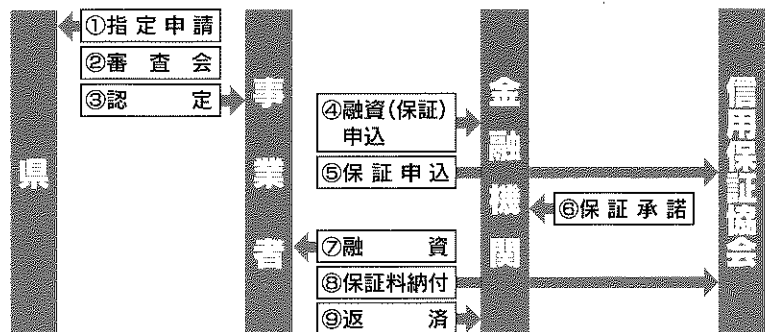 県
①指定申請
②審査会
③認定
事業者
④融資(保証)
申込
⑤保証申込
金融機関
⑥保証承諾
⑦融資
⑧保証料納付
⑨返済
信用保証協会